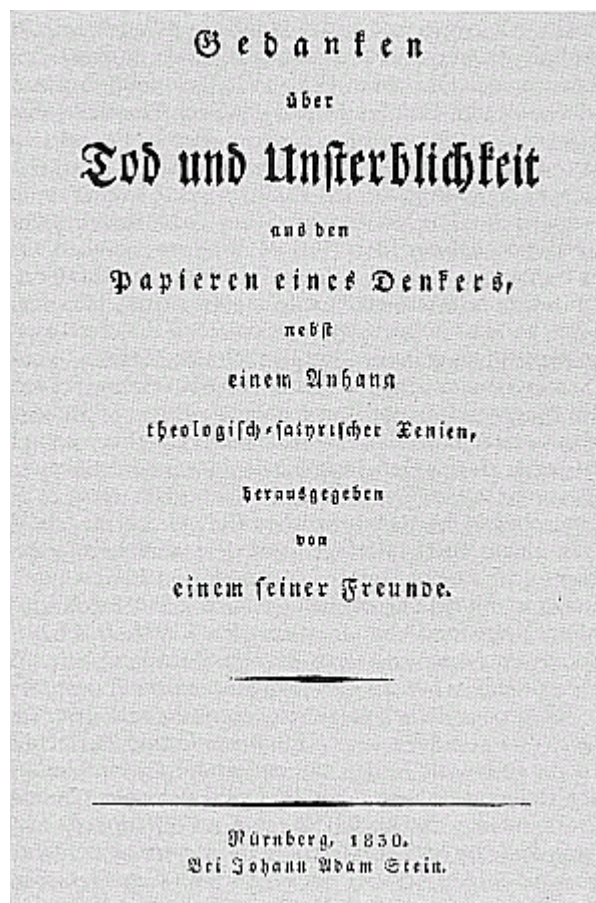 Gedanken
über
Tod und Unsterblichkeit
aus den
Papieren eines Denkers,
nebst
einem Anhang
theologisch-satyrischer Xenien,
herausgegeben
von
einem seiner Freunde.
Nürnberg, 1830.
Bei Johann Adam Stein.